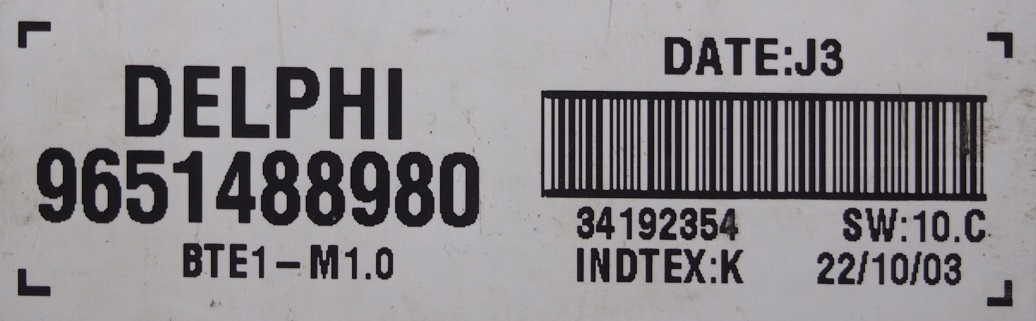 DELPHI
9651488980
BTE1-M1.0
DATE:J3
34192354 SW:10.C
INDTEX:K 22/10/03